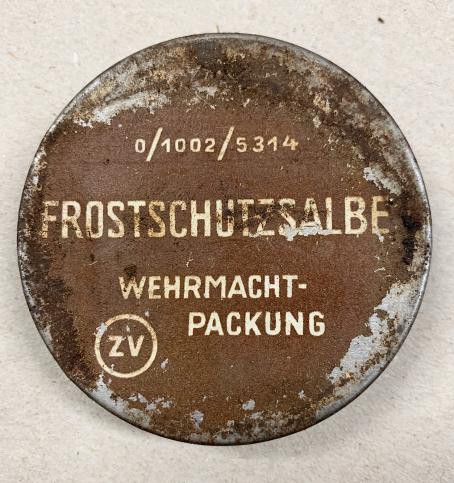 0/1002/5314
FROSTSCHUTZSALBE
WEHRMACHT-
PACKUNG
ZV